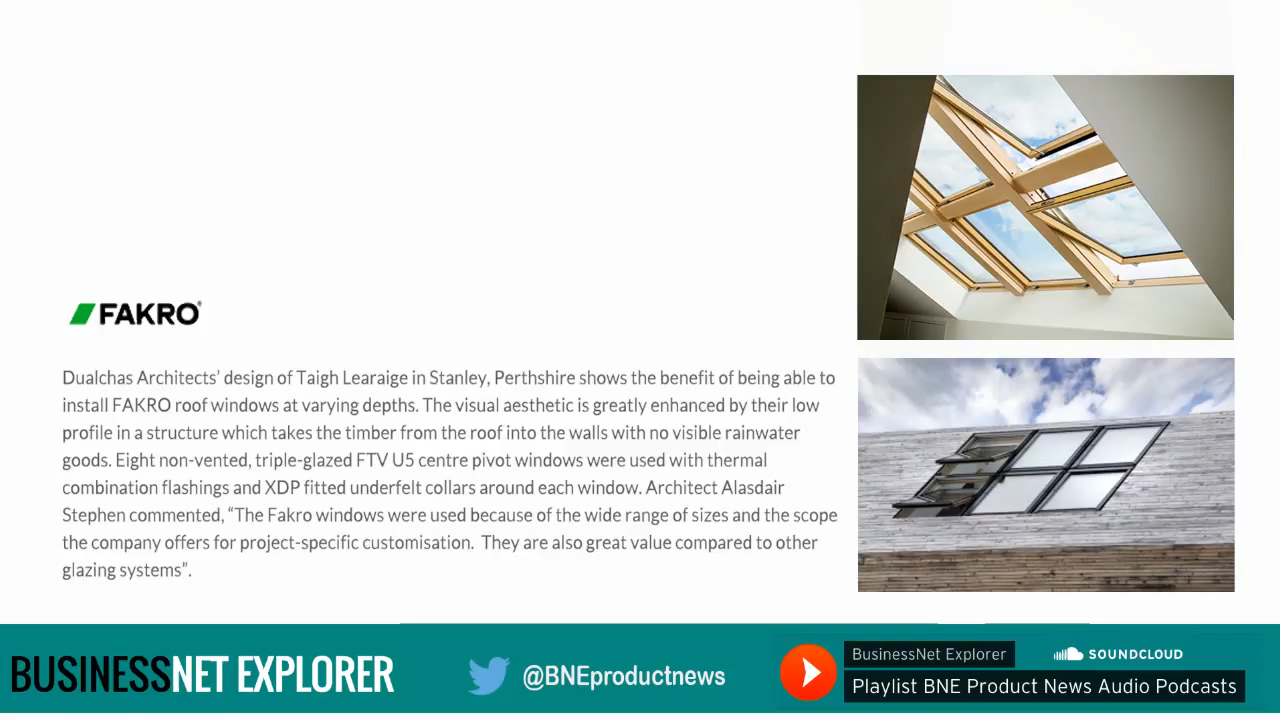 FAKRO®
Dualchas Architects’ design of Taigh Learaige in Stanley, Perthshire shows the benefit of being able to
install FAKRO roof windows at varying depths. The visual aesthetic is greatly enhanced by their low
profile in a structure which takes the timber from the roof into the walls with no visible rainwater
goods. Eight non-vented, triple-glazed FTV U5 centre pivot windows were used with thermal
combination flashings and XDP fitted underfelt collars around each window. Architect Alasdair
Stephen commented, “The Fakro windows were used because of the wide range of sizes and the scope
the company offers for project-specific customisation.  They are also great value compared to other
glazing systems”.
BUSINESSNET EXPLORER
@BNEproductnews
BusinessNet Explorer
SOUNDCLOUD
Playlist BNE Product News Audio Podcasts